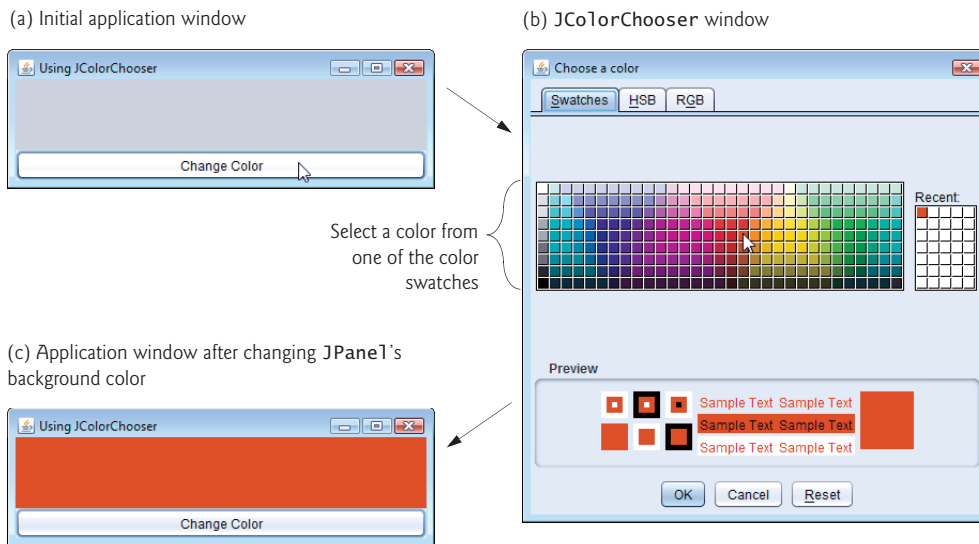 (a) Initial application window
Using JColorChooser
Change Color
(b) JColorChooser window
Choose a color
Swatches HSB RGB
Recent:
Select a color from
one of the color
swatches
Preview
Sample Text Sample Text
Sample Text Sample Text
Sample Text Sample Text
OK Cancel Reset
(c) Application window after changing JPanel's
background color
Using JColorChooser
Change Color